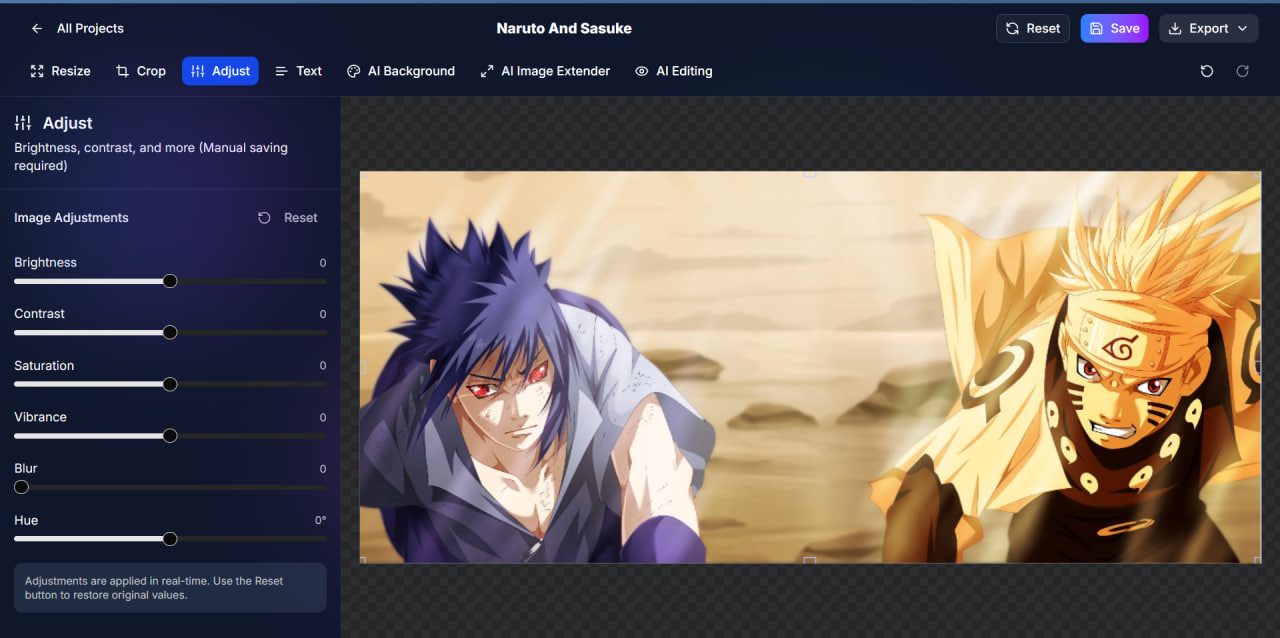 All Projects
Naruto And Sasuke
Reset
Save
Export
Resize
Crop
Adjust
Text
AI Background
AI Image Extender
AI Editing
Adjust
Brightness, contrast, and more (Manual saving
required)
Image Adjustments
Reset
Brightness 0
Contrast 0
Saturation 0
Vibrance 0
Blur 0
Hue 0°
Adjustments are applied in real-time. Use the Reset
button to restore original values.